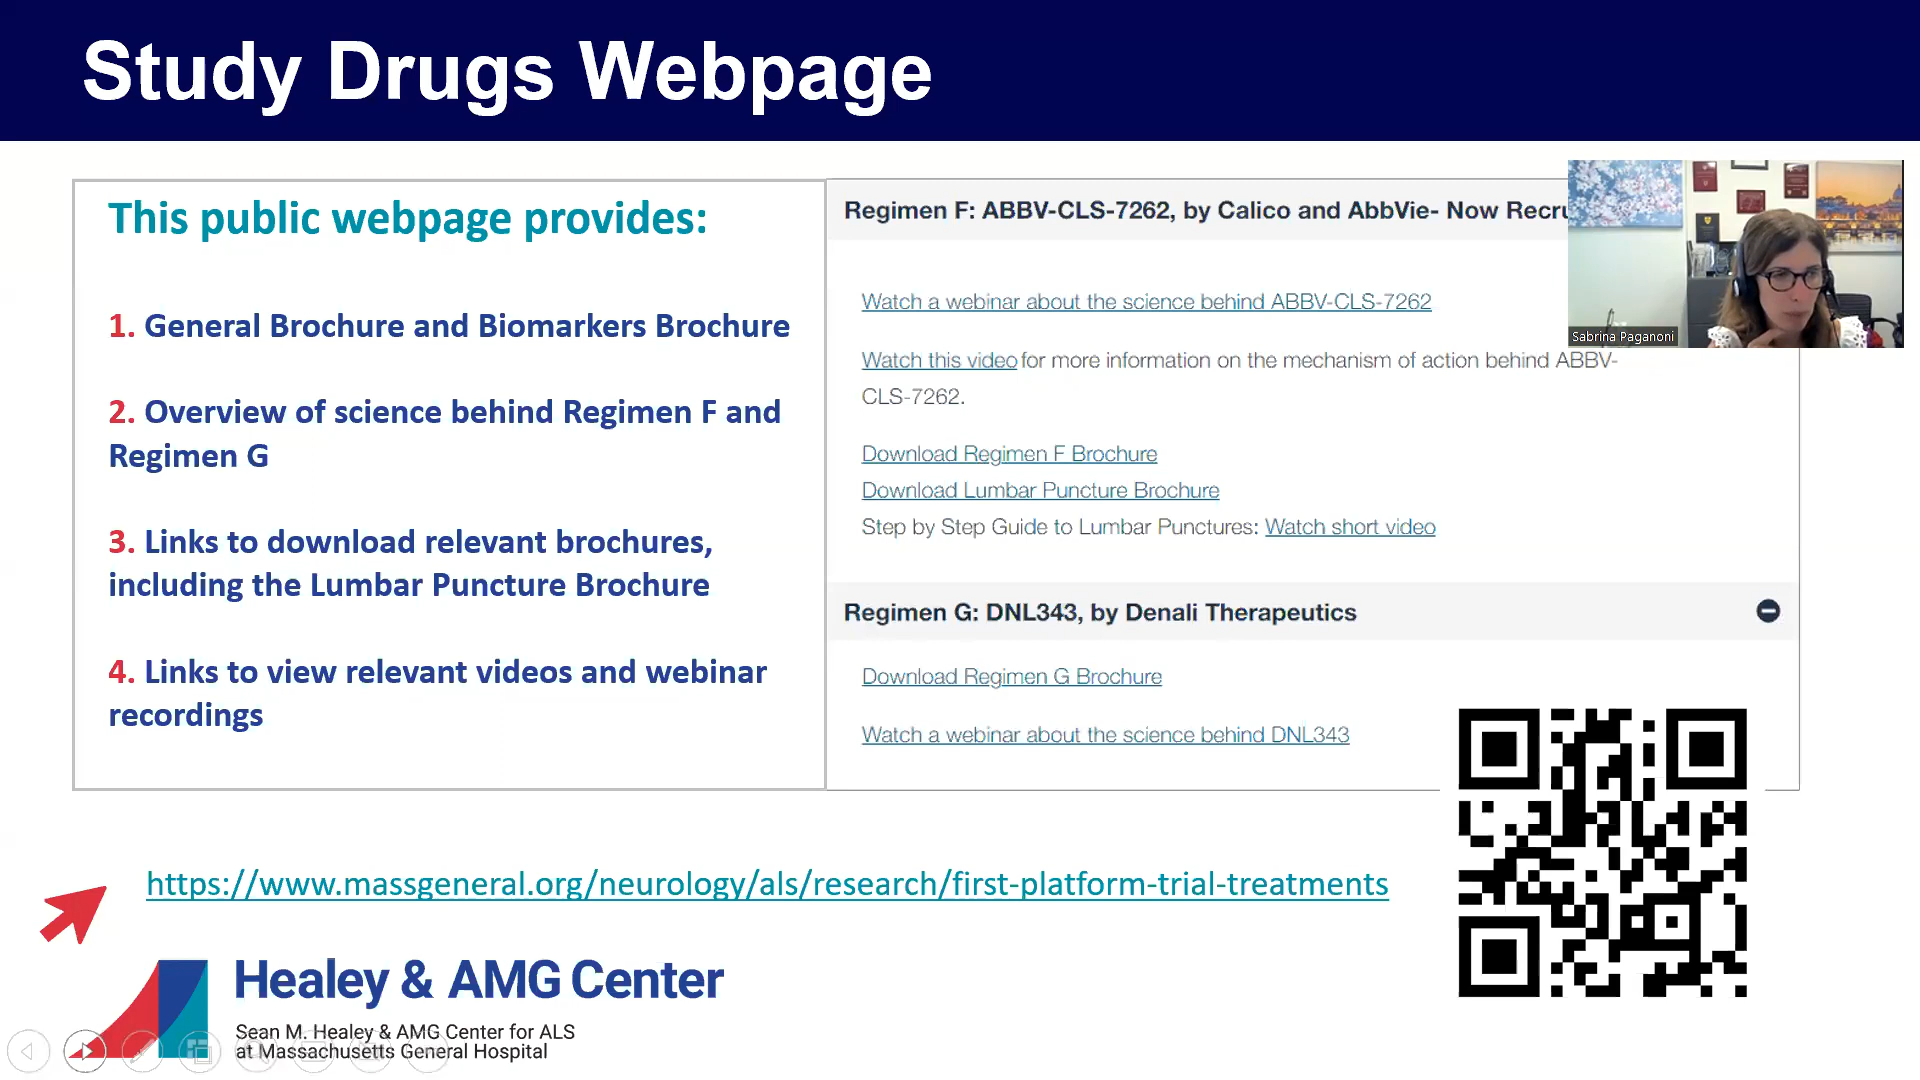 Study Drugs Webpage
This public webpage provides:
1. General Brochure and Biomarkers Brochure
2. Overview of science behind Regimen F and
Regimen G
3. Links to download relevant brochures,
including the Lumbar Puncture Brochure
4. Links to view relevant videos and webinar
recordings
Regimen F: ABBV-CLS-7262, by Calico and AbbVie- Now Recru
Watch a webinar about the science behind ABBV-CLS-7262
Watch this video for more information on the mechanism of action behind ABBV-
CLS-7262.
Download Regimen F Brochure
Download Lumbar Puncture Brochure
Step by Step Guide to Lumbar Punctures: Watch short video
Regimen G: DNL343, by Denali Therapeutics
Download Regimen G Brochure
Watch a webinar about the science behind DNL343
Sabrina Paganoni
https://www.massgeneral.org/neurology/als/research/first-platform-trial-treatments
Healey & AMG Center
Sean M. Healey & AMG Center for ALS
at Massachusetts General Hospital